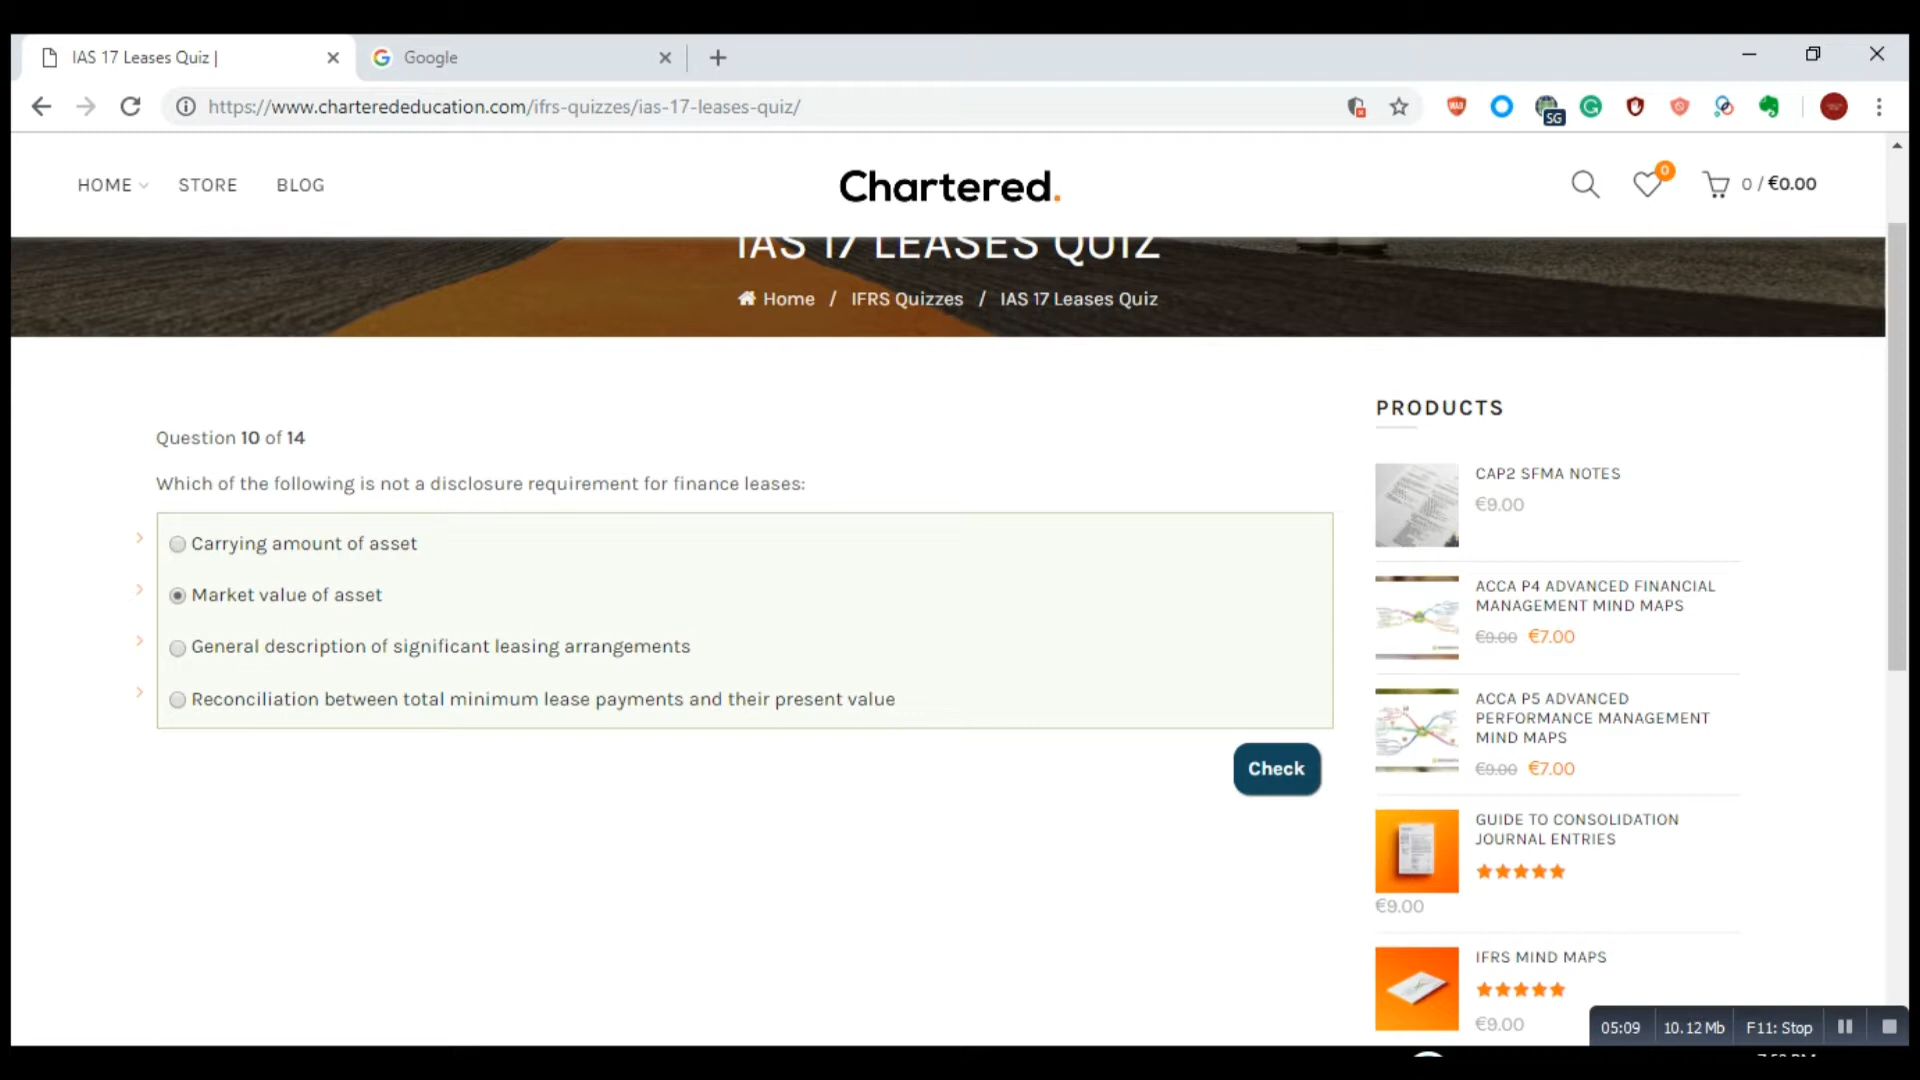 IAS 17 Leases Quiz |
Google
https://www.charterededucation.com/ifrs-quizzes/ias-17-leases-quiz/
SG
HOME
STORE
BLOG
Chartered.
0
0 / €0.00
IAS 17 LEASES QUIZ
Home / IFRS Quizzes / IAS 17 Leases Quiz
Question 10 of 14
Which of the following is not a disclosure requirement for finance leases:
Carrying amount of asset
Market value of asset
General description of significant leasing arrangements
Reconciliation between total minimum lease payments and their present value
Check
PRODUCTS
CAP2 SFMA NOTES
€9.00
ACCA P4 ADVANCED FINANCIAL
MANAGEMENT MIND MAPS
€9.00 €7.00
ACCA P5 ADVANCED
PERFORMANCE MANAGEMENT
MIND MAPS
€9.00 €7.00
GUIDE TO CONSOLIDATION
JOURNAL ENTRIES
€9.00
IFRS MIND MAPS
€9.00
05:09
10.12 Mb
F11: Stop